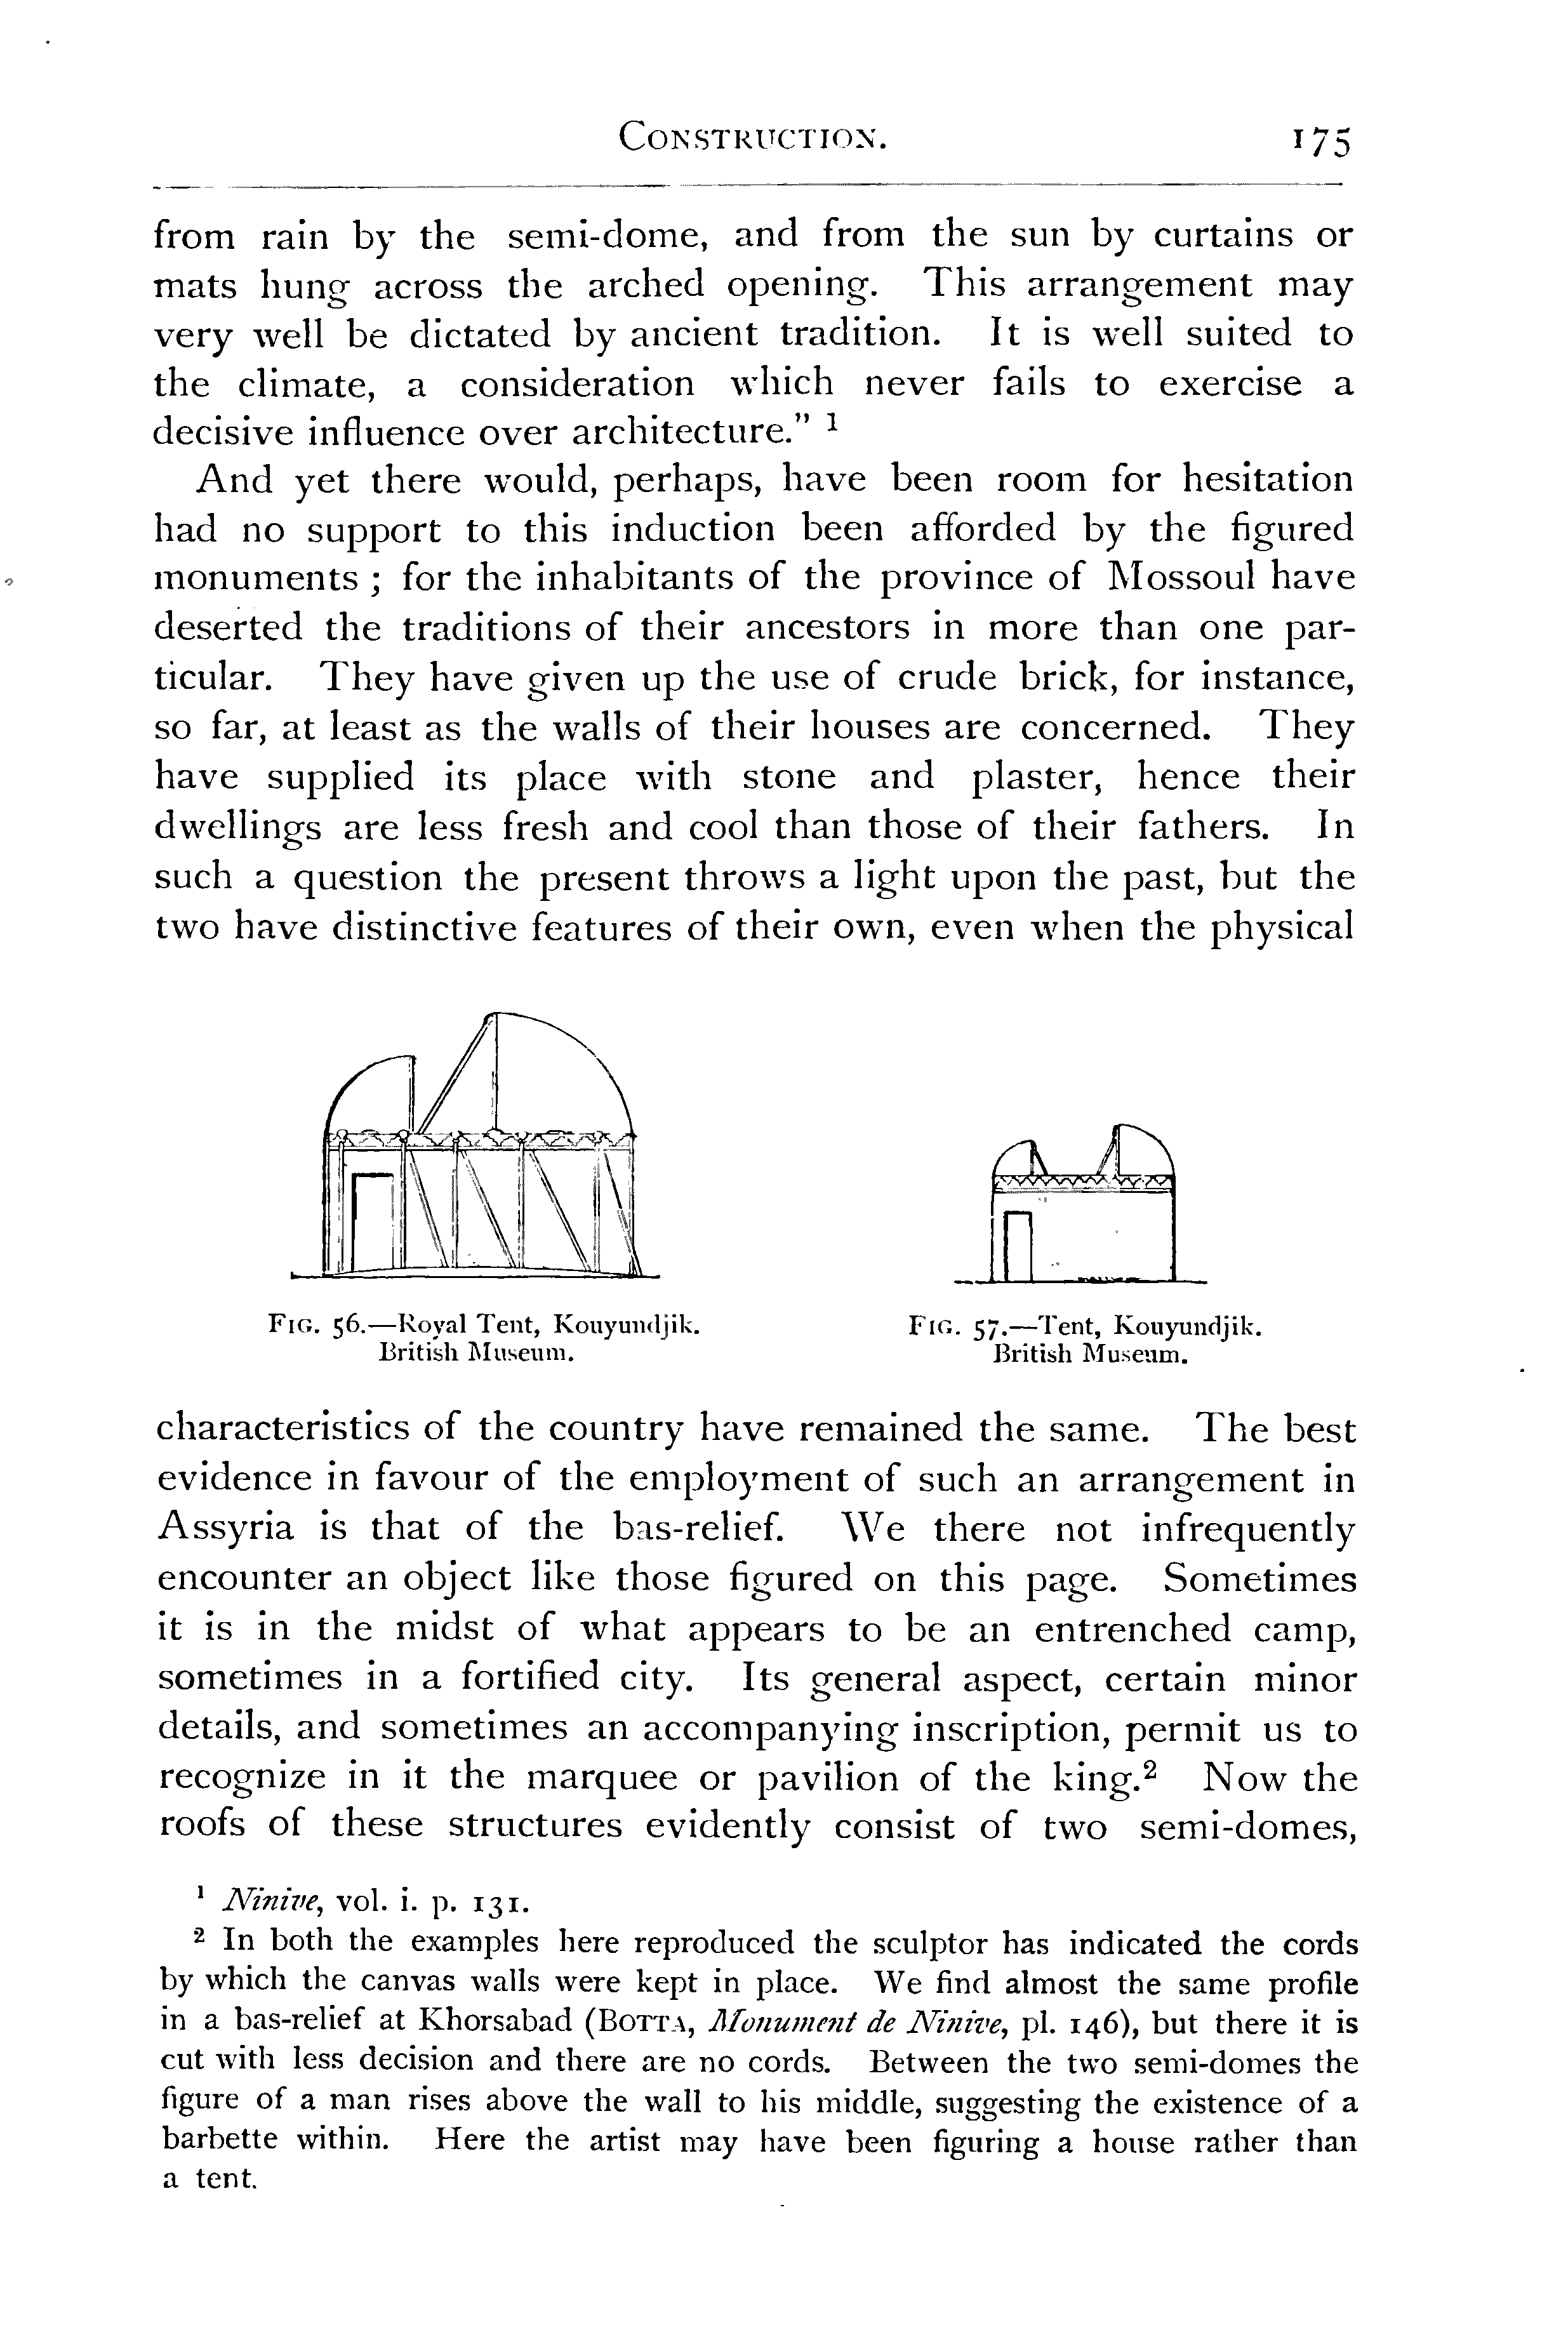 CONSTRUCTION. 175
from rain by the semi-dome, and from the sun by curtains or
mats hung across the arched opening. This arrangement may
very well be dictated by ancient tradition. It is well suited to
the climate, a consideration which never fails to exercise a
decisive influence over architecture." 1
And yet there would, perhaps, have been room for hesitation
had no support to this induction been afforded by the figured
monuments ; for the inhabitants of the province of Mossoul have
deserted the traditions of their ancestors in more than one par-
ticular. They have given up the use of crude brick, for instance,
so far, at least as the walls of their houses are concerned. They
have supplied its place with stone and plaster, hence their
dwellings are less fresh and cool than those of their fathers. In
such a question the present throws a light upon the past, but the
two have distinctive features of their own, even when the physical
FIG. 56.—Royal Tent, Kouyundjik.
British Museum.
FIG. 57.—Tent, Kouyundjik.
British Museum.
characteristics of the country have remained the same. The best
evidence in favour of the employment of such an arrangement in
Assyria is that of the bas-relief. We there not infrequently
encounter an object like those figured on this page. Sometimes
it is in the midst of what appears to be an entrenched camp,
sometimes in a fortified city. Its general aspect, certain minor
details, and sometimes an accompanying inscription, permit us to
recognize in it the marquee or pavilion of the king.2 Now the
roofs of these structures evidently consist of two semi-domes,
1 Ninive, vol. i. p. 131.
2 In both the examples here reproduced the sculptor has indicated the cords
by which the canvas walls were kept in place. We find almost the same profile
in a bas-relief at Khorsabad (BOTTA, Monument de Ninive, pl. 146), but there it is
cut with less decision and there are no cords. Between the two semi-domes the
figure of a man rises above the wall to his middle, suggesting the existence of a
barbette within. Here the artist may have been figuring a house rather than
a tent.